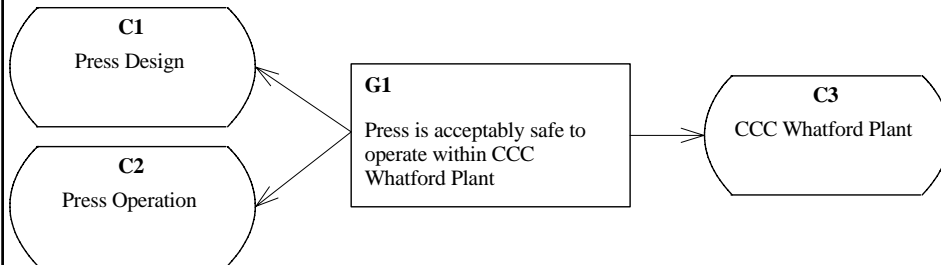 C1
Press Design
C2
Press Operation
G1
Press is acceptably safe to
operate within CCC
Whatford Plant
C3
CCC Whatford Plant